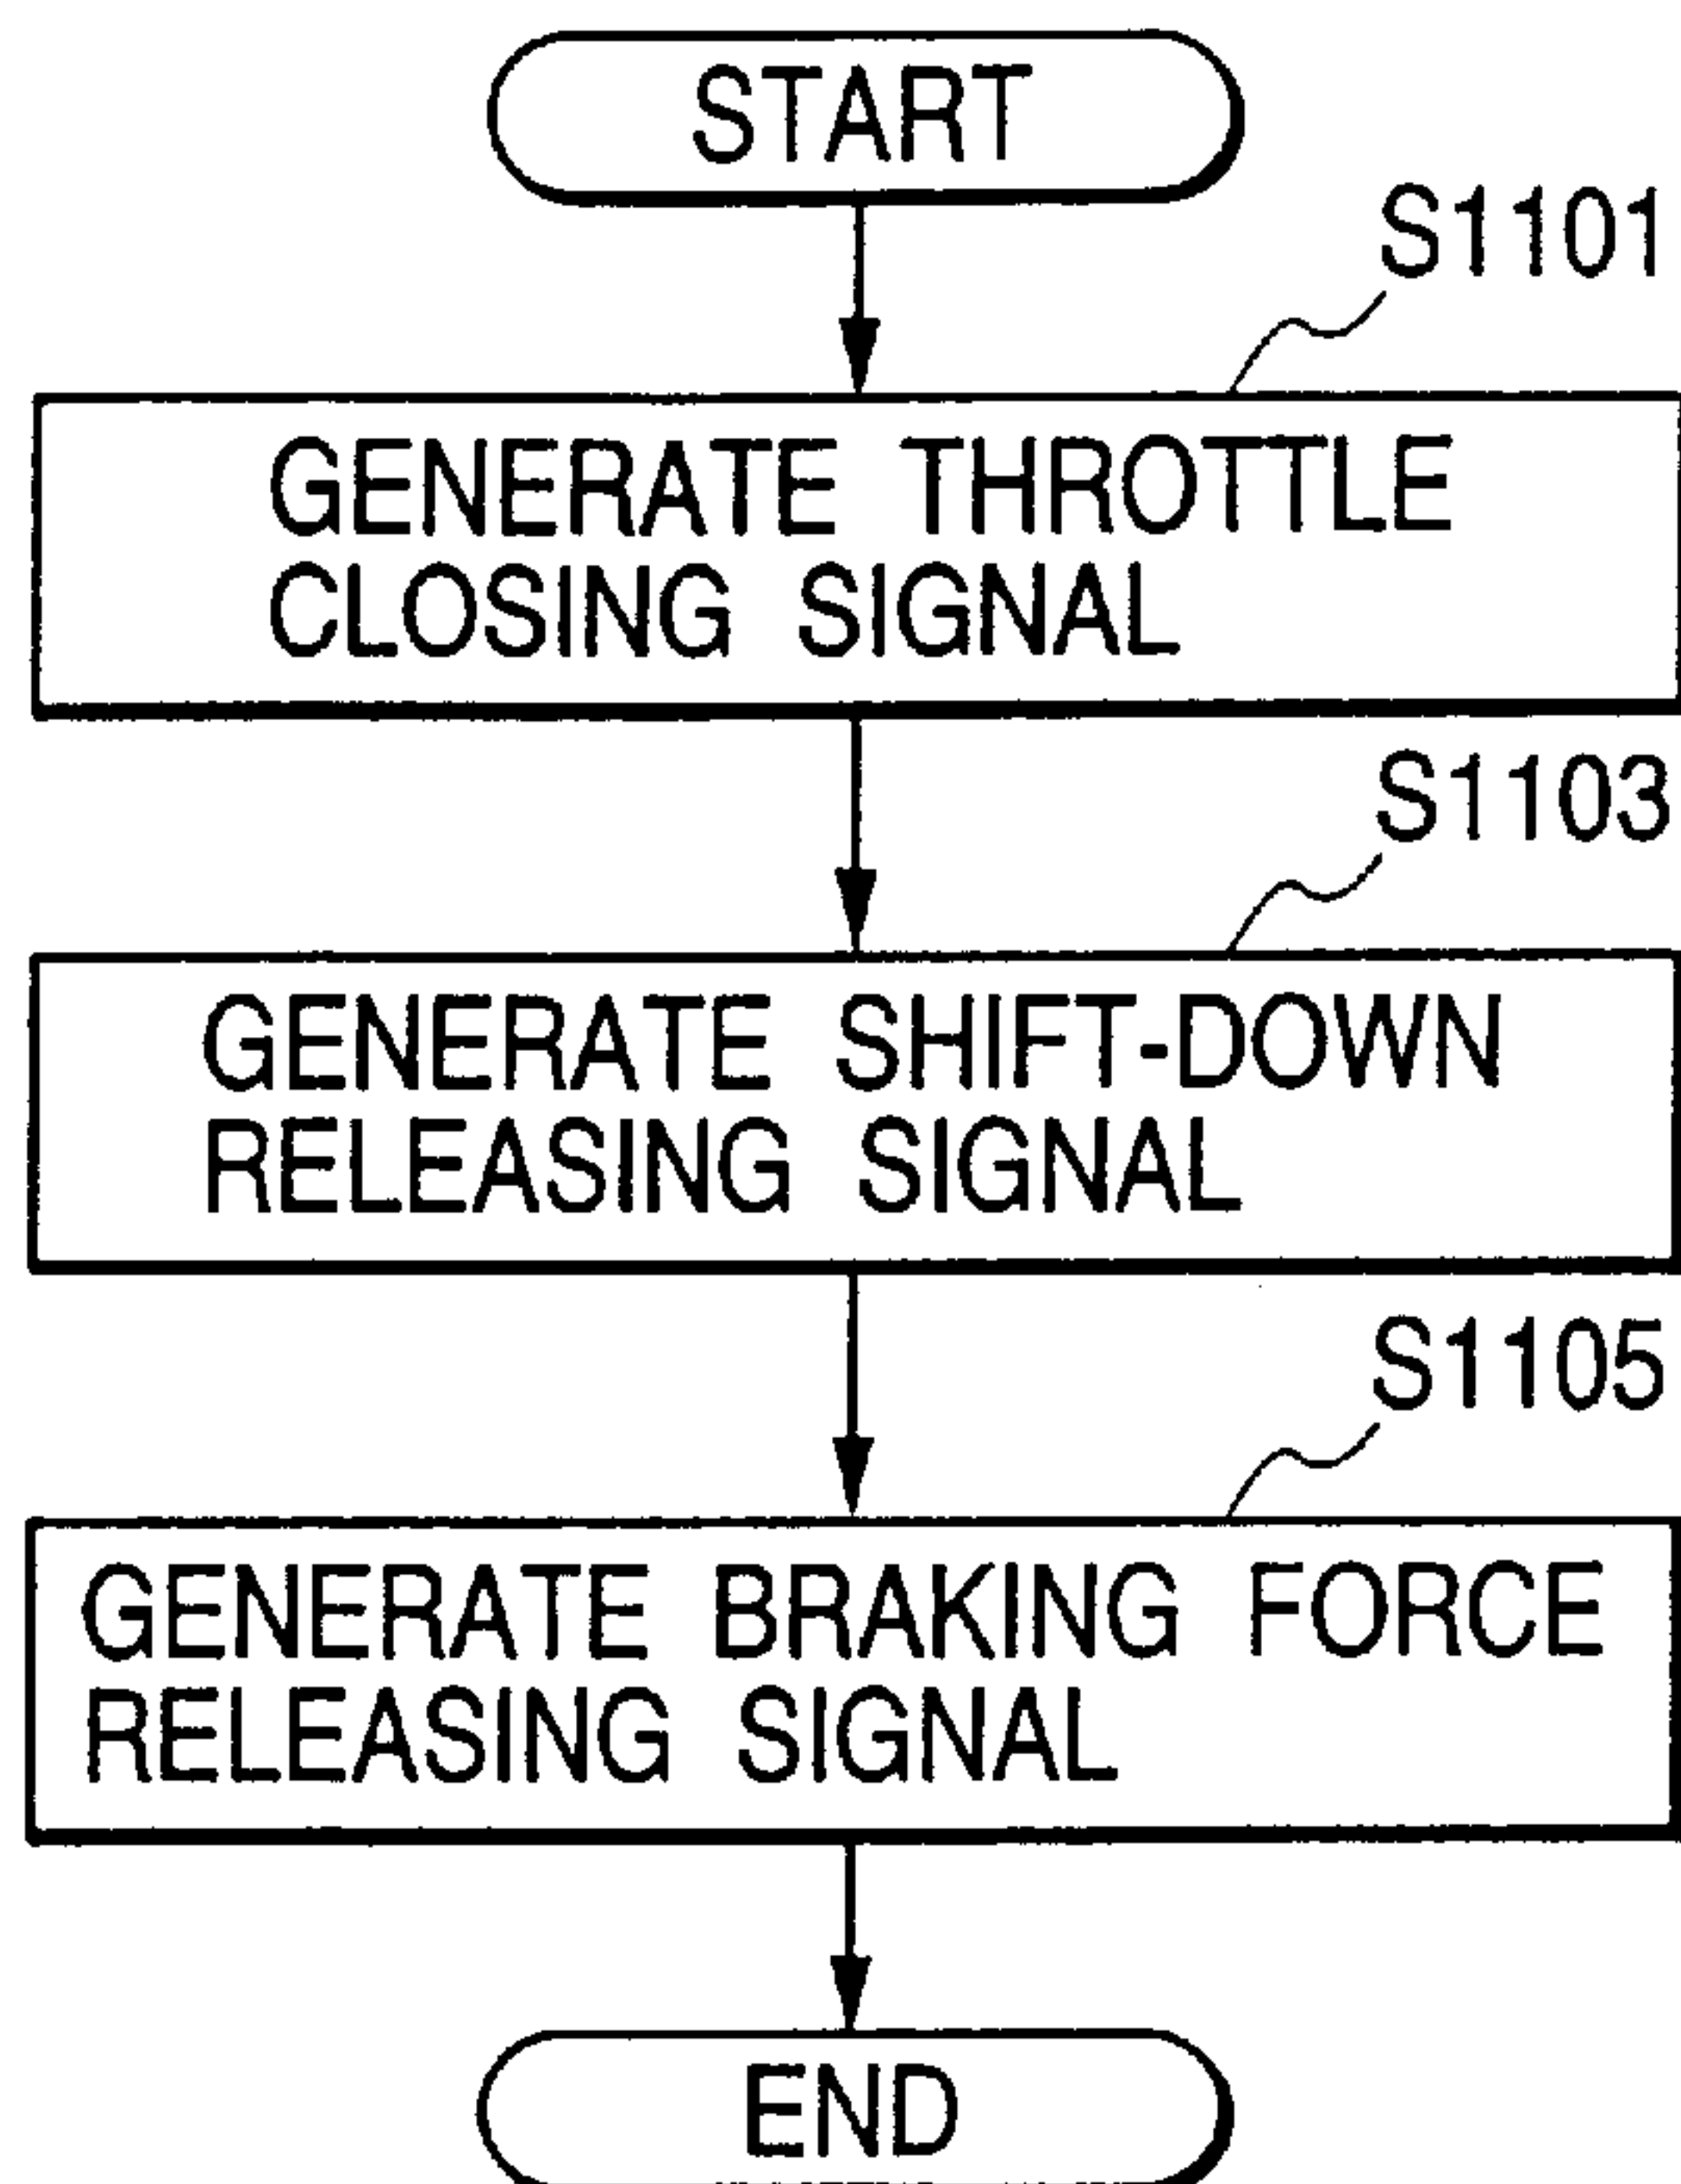 START
S1101
GENERATE THROTTLE
CLOSING SIGNAL
S1103
GENERATE SHIFT-DOWN
RELEASING SIGNAL
S1105
GENERATE BRAKING FORCE
RELEASING SIGNAL
END